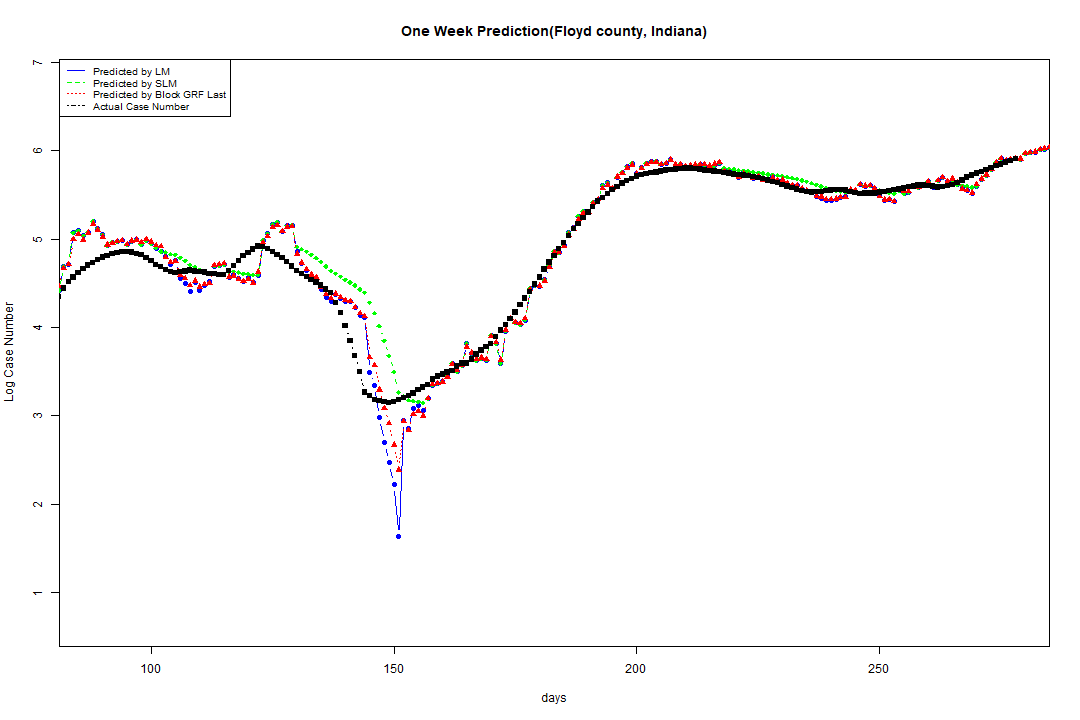 One Week Prediction(Floyd county, Indiana)
Predicted by LM
Predicted by SLM
Predicted by Block GRF Last
Actual Case Number
7
6
5
4
3
2
1
Log Case Number
100 150 200 250
days